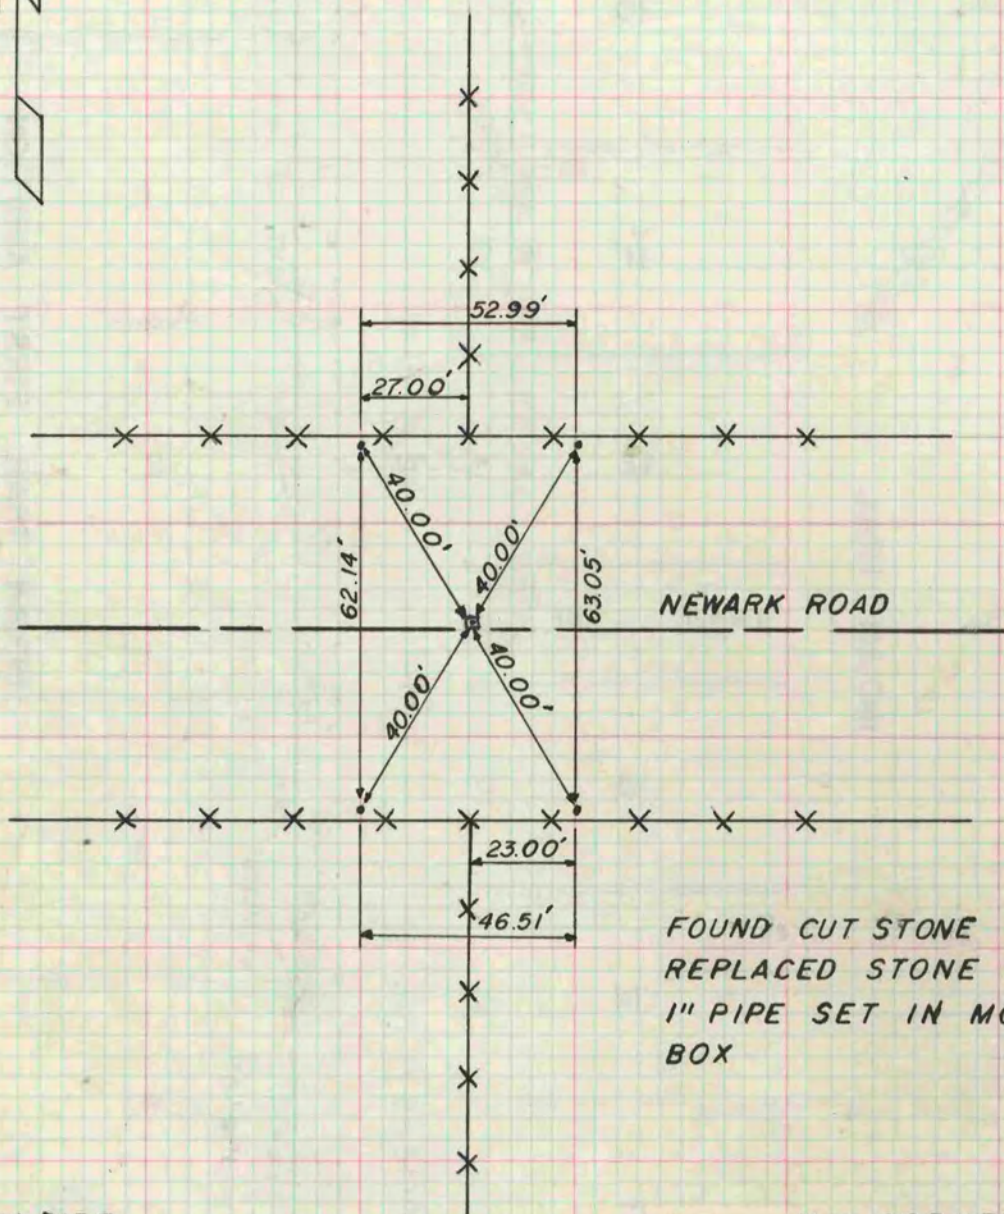 52.99'
27.00'
40.00'
40.00'
62.14'
63.05'
NEWARK ROAD
40.00'
40.00'
23.00'
46.51'
FOUND CUT STONE
REPLACED STONE
1" PIPE SET IN
BOX